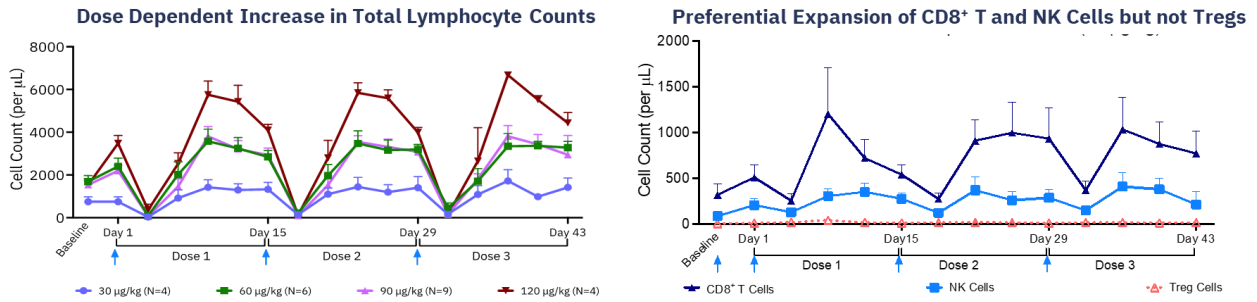 Dose Dependent Increase in Total Lymphocyte Counts
Cell Count (per µL)
8000
6000
4000
2000
0
Baseline
Day 1
Day 15
Day 29
Day 43
Dose 1
Dose 2
Dose 3
30 µg/kg (N=4)
60 µg/kg (N=6)
90 µg/kg (N=9)
120 µg/kg (N=4)
Preferential Expansion of CD8⁺ T and NK Cells but not Tregs
Cell Count (per µL)
2000
1500
1000
500
0
Baseline
Day 1
Day15
Day 29
Day 43
Dose 1
Dose 2
Dose 3
CD8⁺ T Cells
NK Cells
Treg Cells